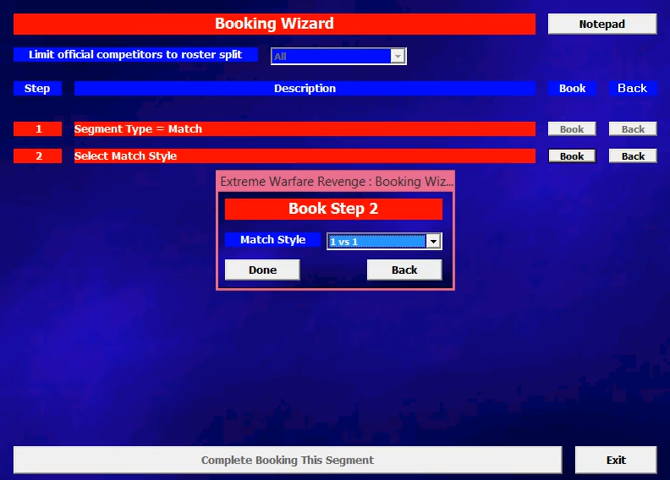 Booking Wizard
Notepad
Limit official competitors to roster split
All
Step Description Book Back
1 Segment Type = Match Book Back
2 Select Match Style Book Back
Extreme Warfare Revenge : Booking Wiz...
Book Step 2
Match Style 1 vs 1
Done Back
Complete Booking This Segment Exit